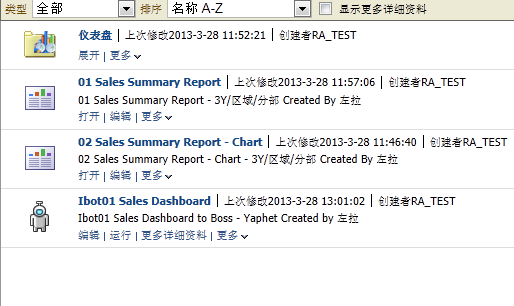 类型 全部 排序 名称 A-Z 显示更多详细资料
仪表盘 | 上次修改2013-3-28 11:52:21 | 创建者RA_TEST
展开 | 更多
01 Sales Summary Report | 上次修改2013-3-28 11:57:06 | 创建者RA_TEST
01 Sales Summary Report - 3Y/区域/分部 Created By 左拉
打开 | 编辑 | 更多
02 Sales Summary Report - Chart | 上次修改2013-3-28 11:46:40 | 创建者RA_TEST
02 Sales Summary Report - Chart - 3Y/区域/分部 Created By 左拉
打开 | 编辑 | 更多
Ibot01 Sales Dashboard | 上次修改2013-3-28 13:01:02 | 创建者RA_TEST
Ibot01 Sales Dashboard to Boss - Yaphet Created by 左拉
编辑 | 运行 | 更多详细资料 | 更多